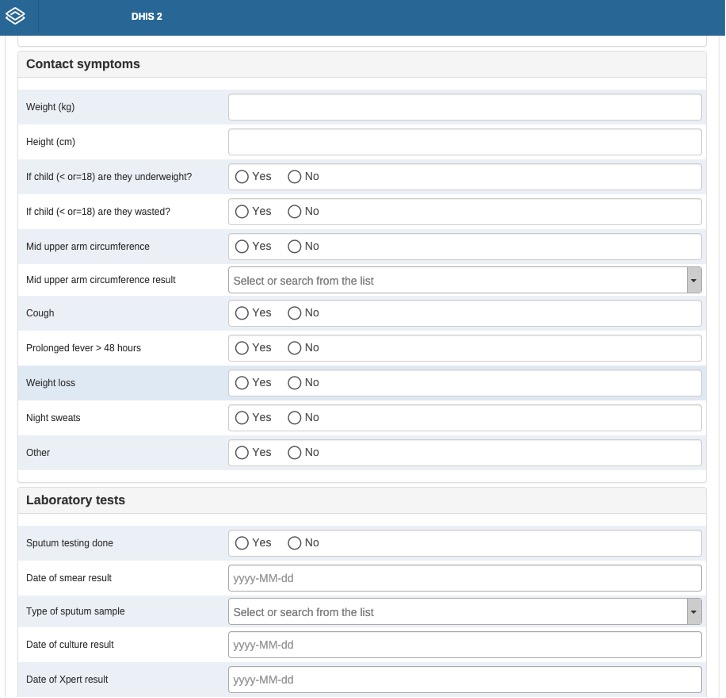 DHIS 2
Contact symptoms
Weight (kg)
Height (cm)
If child (< or=18) are they underweight? Yes No
If child (< or=18) are they wasted? Yes No
Mid upper arm circumference Yes No
Mid upper arm circumference result Select or search from the list
Cough Yes No
Prolonged fever > 48 hours Yes No
Weight loss Yes No
Night sweats Yes No
Other Yes No
Laboratory tests
Sputum testing done Yes No
Date of smear result yyyy-MM-dd
Type of sputum sample Select or search from the list
Date of culture result yyyy-MM-dd
Date of Xpert result yyyy-MM-dd